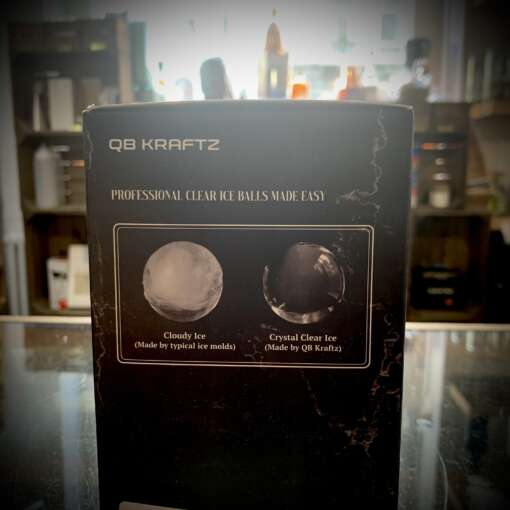 QB KRAFTZ
PROFESSIONAL CLEAR ICE BALLS MADE EASY
Cloudy Ice
(Made by typical ice molds)
Crystal Clear Ice
(Made by QB Kraftz)